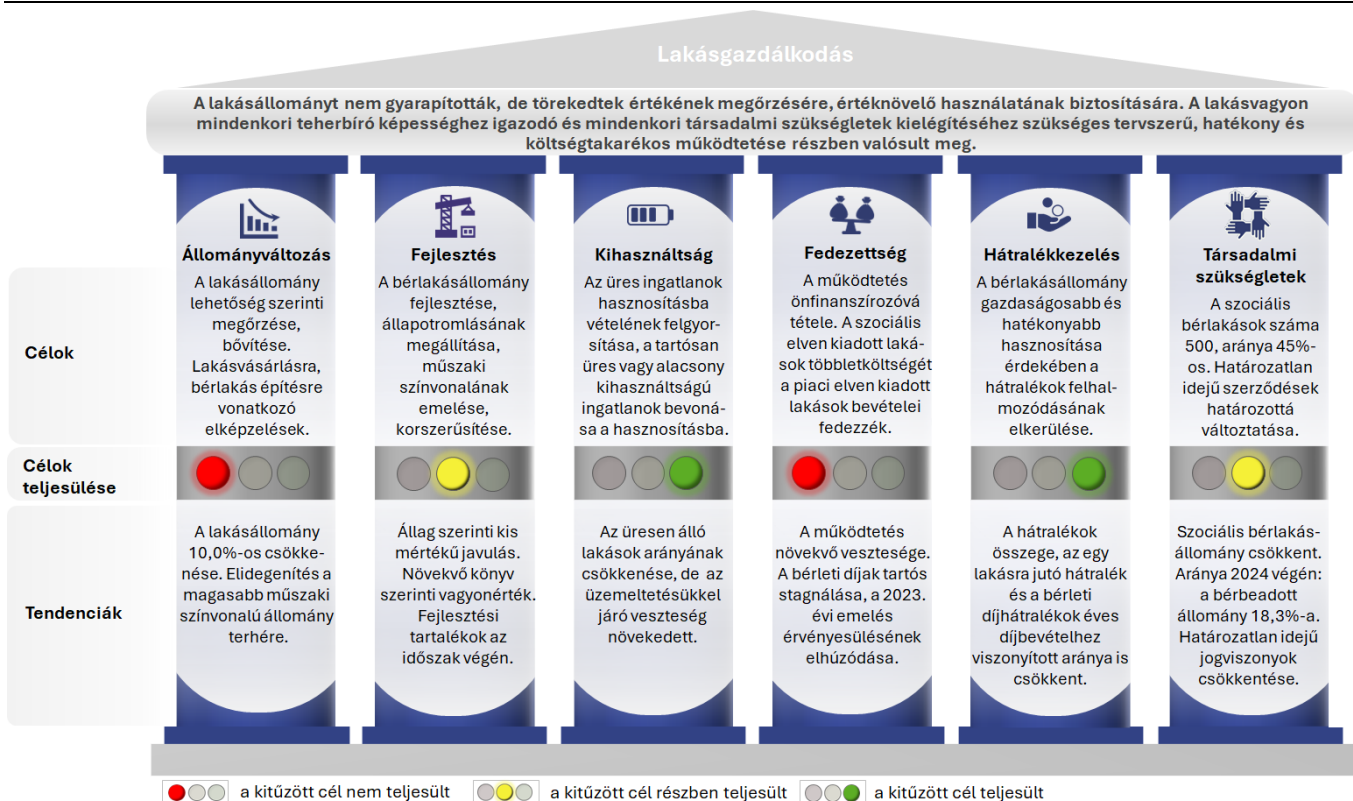 Lakásgazdálkodás
A lakásállományt nem gyarapították, de törekedtek értékének megőrzésére, értéknövelő használatának biztosítására. A lakásvagyon
mindenkori teherbíró képességhez igazodó és mindenkori társadalmi szükségletek kielégítéséhez szükséges tervszerű, hatékony és
költségtakarékos működtetése részben valósult meg.
Állományváltozás
Fejlesztés
Kihasználtság
Fedezettség
Hátralékkezelés
Társadalmi
szükségletek
Célok
A lakásállomány
lehetőség szerinti
megőrzése,
bővítése.
Lakásvásárlásra,
bérlakás építésre
vonatkozó
elképzelések.
A bérlakásállomány
fejlesztése,
állapotromlásának
megállítása,
műszaki
színvonalának
emelése,
korszerűsítése.
Az üres ingatlanok
hasznosításba
vételének felgyor-
sítása, a tartósan
üres vagy alacsony
kihasználtságú
ingatlanok bevoná-
sa a hasznosításba.
A működtetés
önfinanszírozóvá
tétele. A szociális
elven kiadott laká-
sok többletköltségét
a piaci elven kiadott
lakások bevételei
fedezzék.
A bérlakásállomány
gazdaságosabb és
hatékonyabb
hasznosítása
érdekében a
hátralékok felhal-
mozódásának
elkerülése.
A szociális
bérlakások száma
500, aránya 45%-
os. Határozatlan
idejű szerződések
határozottá
változtatása.
Célok
teljesülése
Tendenciák
A lakásállomány
10,0%-os csökke-
nése. Elidegenítés a
magasabb műszaki
színvonalú állomány
terhére.
Állag szerinti kis
mértékű javulás.
Növekvő könyv
szerinti vagyonérték.
Fejlesztési
tartalékok az
időszak végén.
Az üresen álló
lakások arányának
csökkenése, de az
üzemeltetésükkel
járó veszteség
növekedett.
A működtetés
növekvő vesztesége.
A bérleti díjak tartós
stagnálása, a 2023.
évi emelés
érvényesülésének
elhúzódása.
A hátralékok
összege, az egy
lakásra jutó hátralék
és a bérleti
díjhátralékok éves
díjbevételhez
viszonyított aránya is
csökkent.
Szociális bérlakás-
állomány csökkent.
Aránya 2024 végén:
a bérbeadott
állomány 18,3%-a.
Határozatlan idejű
jogviszonyok
csökkentése.
a kitűzött cél nem teljesült
a kitűzött cél részben teljesült
a kitűzött cél teljesült